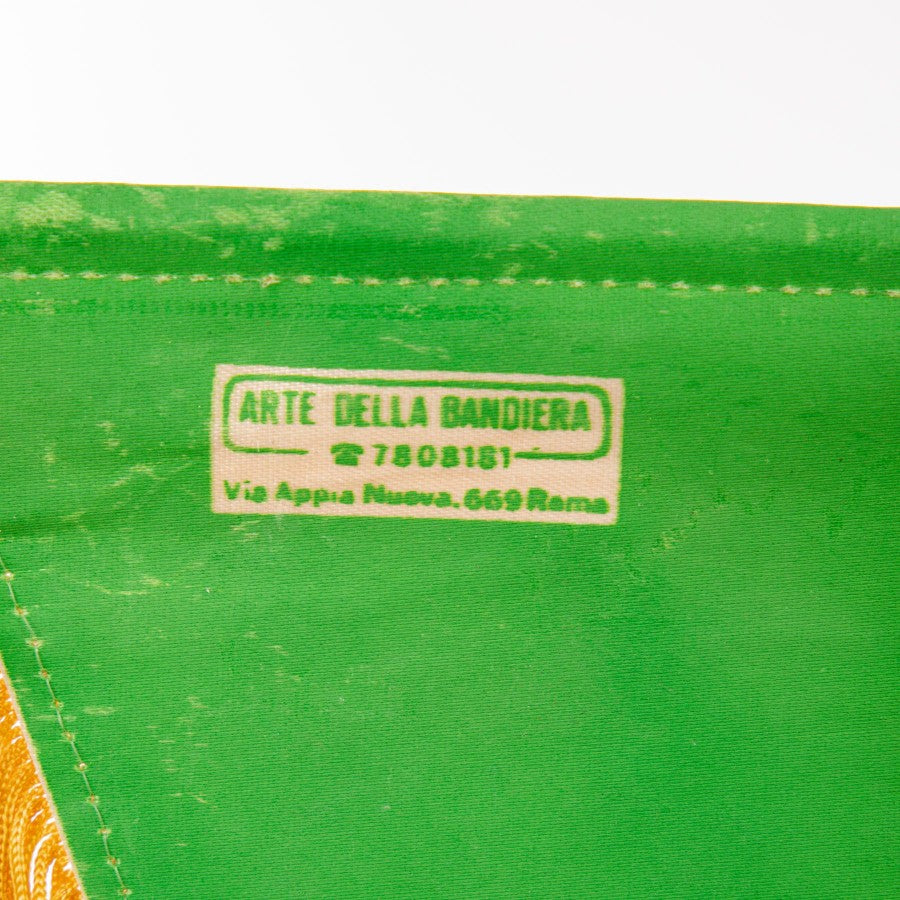 ARTE DELLA BANDIERA
☎ 7808181
Via Appia Nuova. 669 Roma